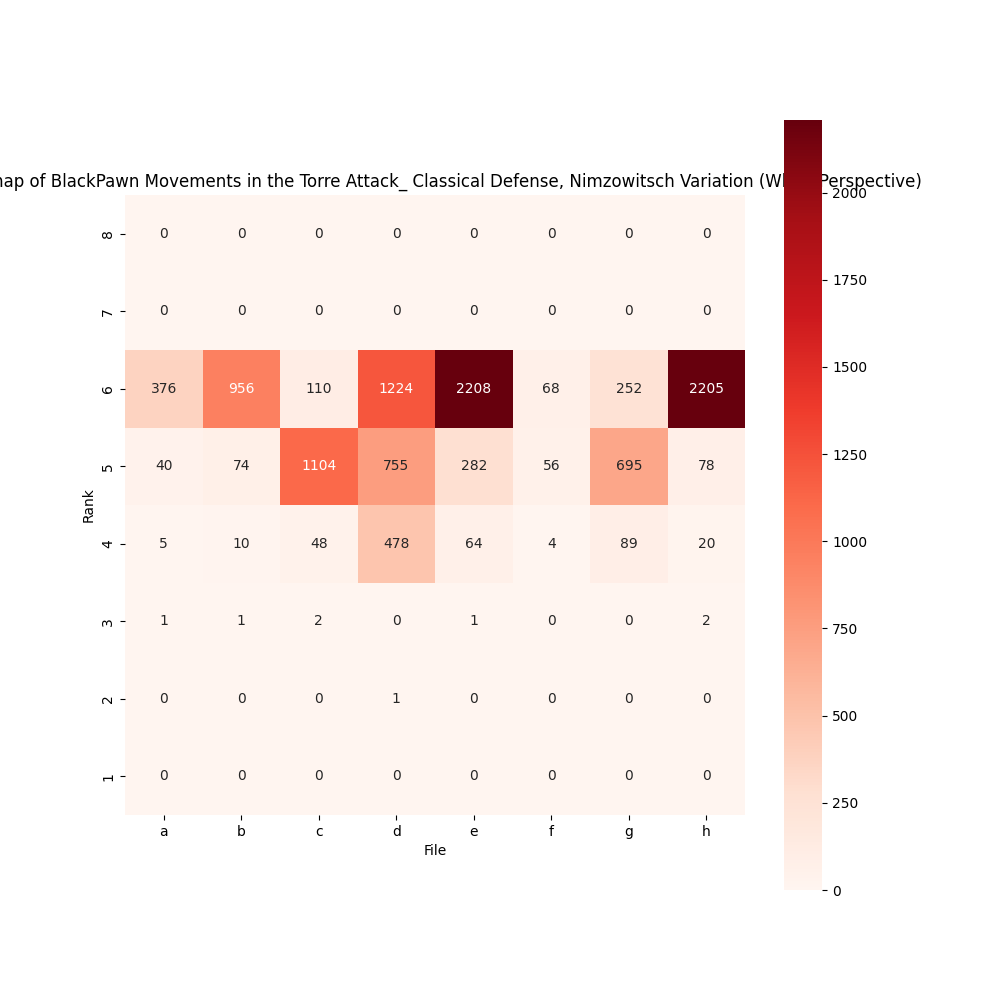 map of BlackPawn Movements in the Torre Attack_ Classical Defense, Nimzowitsch Variation Perspective)
8 0 0 0 0 0 0 0 0
7 0 0 0 0 0 0 0 0
6 376 956 110 1224 2208 68 252 2205
5 40 74 1104 755 282 56 695 78
4 5 10 48 478 64 4 89 20
3 1 1 2 0 1 0 0 2
2 0 0 0 1 0 0 0 0
1 0 0 0 0 0 0 0 0
a b c d e f g h
File
Rank
2000
1750
1500
1250
1000
750
500
250
0